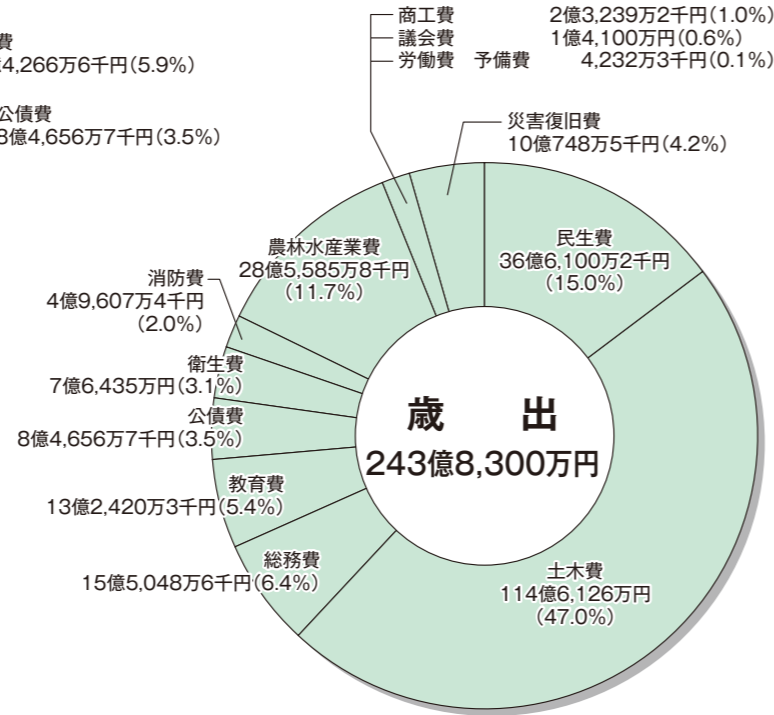 商工費 2億3,239万2千円(1.0%)
議会費 1億4,100万円(0.6%)
労働費 予備費 4,232万3千円(0.1%)
費
4,266万6千円(5.9%)
公債費
8億4,656万7千円(3.5%)
災害復旧費
10億748万5千円(4.2%)
民生費
36億6,100万2千円
(15.0%)
農林水産業費
28億5,585万8千円
(11.7%)
消防費
4億9,607万4千円
(2.0%)
衛生費
7億6,435万円(3.1%)
公債費
8億4,656万7千円(3.5%)
教育費
13億2,420万3千円(5.4%)
総務費
15億5,048万6千円(6.4%)
土木費
114億6,126万円
(47.0%)
歳 出
243億8,300万円